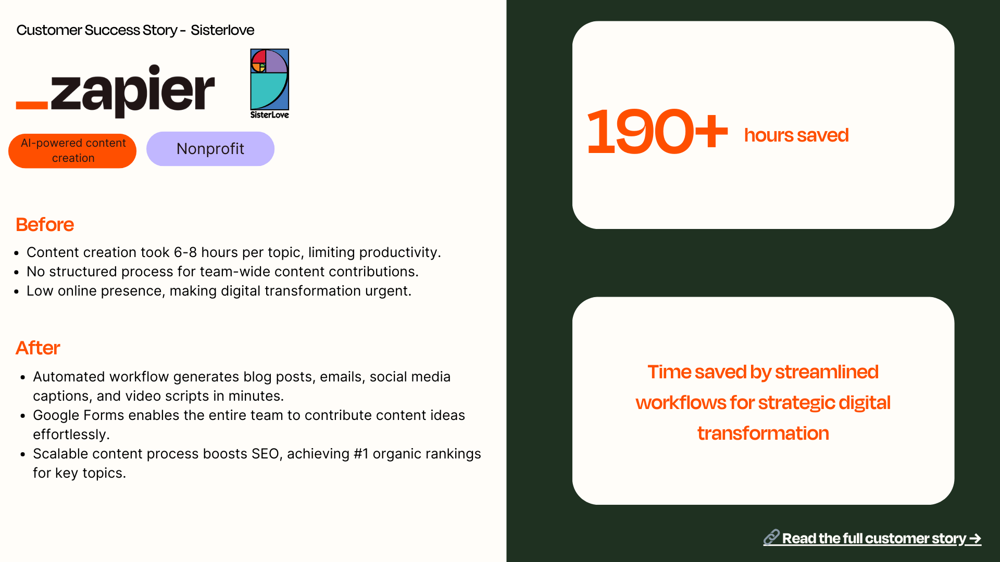 Customer Success Story - Sisterlove
zapier
SisterLove
AI-powered content
creation
Nonprofit
Before
• Content creation took 6-8 hours per topic, limiting productivity.
• No structured process for team-wide content contributions.
• Low online presence, making digital transformation urgent.
After
• Automated workflow generates blog posts, emails, social media
captions, and video scripts in minutes.
• Google Forms enables the entire team to contribute content ideas
effortlessly.
• Scalable content process boosts SEO, achieving #1 organic rankings
for key topics.
190+ hours saved
Time saved by streamlined
workflows for strategic digital
transformation
🔗 Read the full customer story →